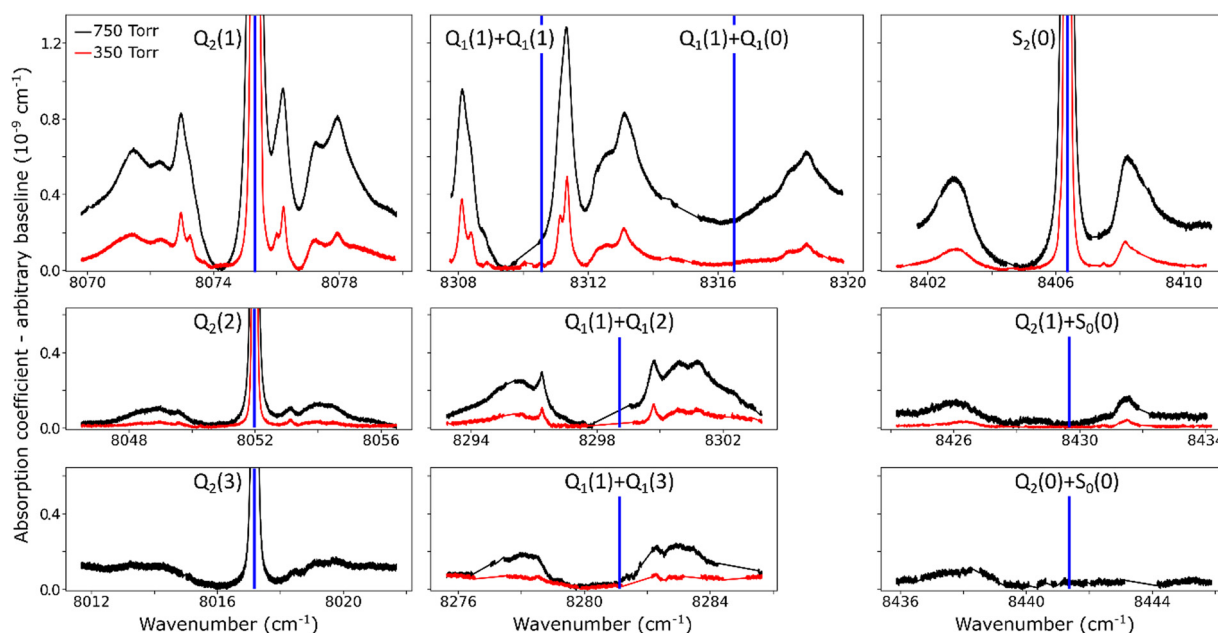 Absorption coefficient - arbitrary baseline (10⁻⁹ cm⁻¹)
750 Torr
350 Torr
Q₂(1)
1.2
0.8
0.4
0.0
8070
8074
8078
Q₁(1)+Q₁(1)
Q₁(1)+Q₁(0)
8308
8312
8316
8320
S₂(0)
8402
8406
8410
Q₂(2)
0.4
0.0
8048
8052
8056
Q₁(1)+Q₁(2)
8294
8298
8302
Q₂(1)+S₀(0)
8426
8430
8434
Q₂(3)
0.4
0.0
8012
8016
8020
Wavenumber (cm⁻¹)
Q₁(1)+Q₁(3)
8276
8280
8284
Wavenumber (cm⁻¹)
Q₂(0)+S₀(0)
8436
8440
8444
Wavenumber (cm⁻¹)